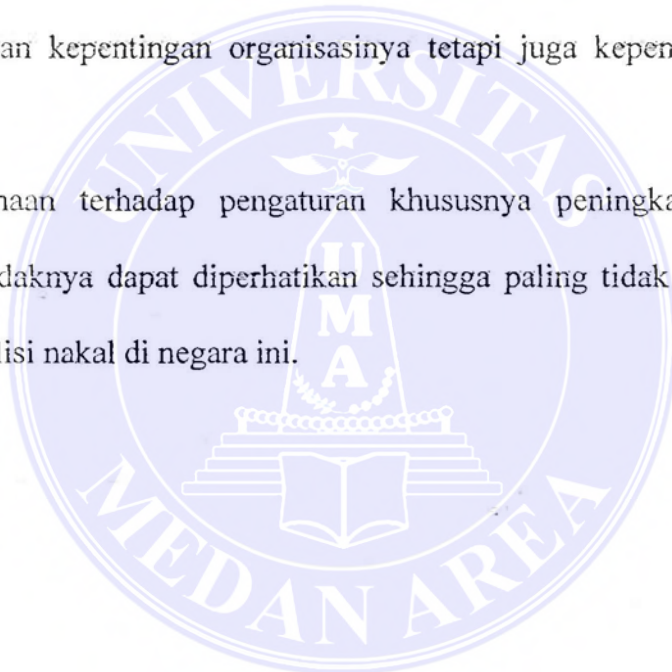 an kepentingan organisasinya tetapi juga kepen
naan terhadap pengaturan khususnya peningka
daknya dapat diperhatikan sehingga paling tidak
lisi nakal di negara ini.
UNIVERSITAS
UMA
MEDAN AREA